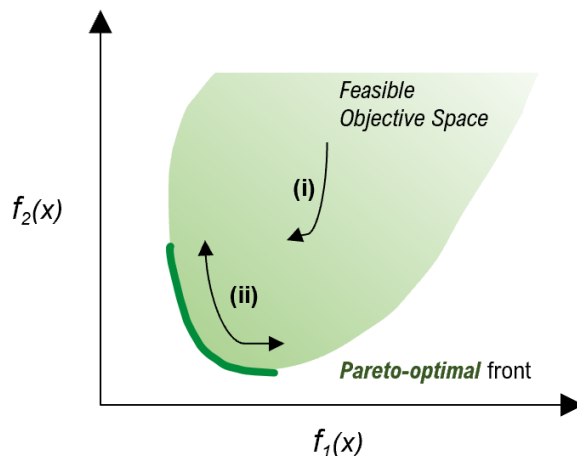 Feasible
Objective Space
(i)
f2(x)
(ii)
Pareto-optimal front
f1(x)